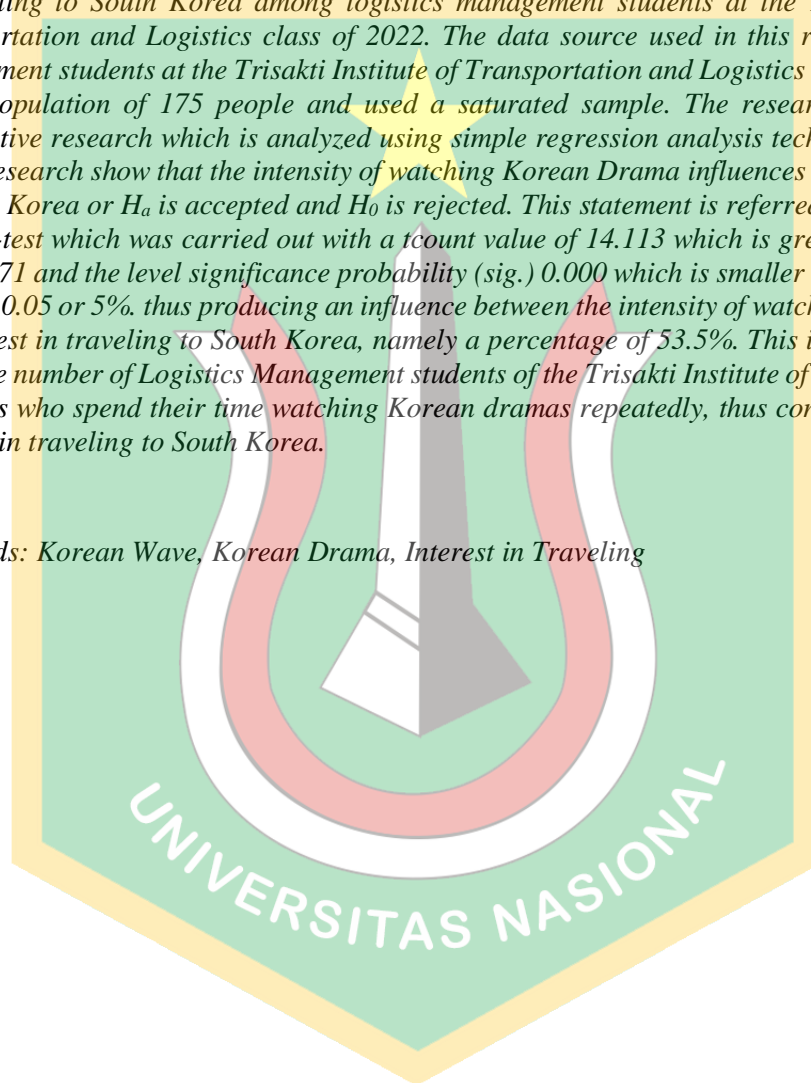 ing to South Korea among logistics management students at the
rtation and Logistics class of 2022. The data source used in this r
ment students at the Trisakti Institute of Transportation and Logistics
opulation of 175 people and used a saturated sample. The resear
tive research which is analyzed using simple regression analysis tech
esearch show that the intensity of watching Korean Drama influences
Korea or Hₐ is accepted and H₀ is rejected. This statement is referred
-test which was carried out with a tcount value of 14.113 which is gre
71 and the level significance probability (sig.) 0.000 which is smaller
0.05 or 5%. thus producing an influence between the intensity of watch
est in traveling to South Korea, namely a percentage of 53.5%. This i
e number of Logistics Management students of the Trisakti Institute of
s who spend their time watching Korean dramas repeatedly, thus con
in traveling to South Korea.
ds: Korean Wave, Korean Drama, Interest in Traveling
UNIVERSITAS NASIONAL